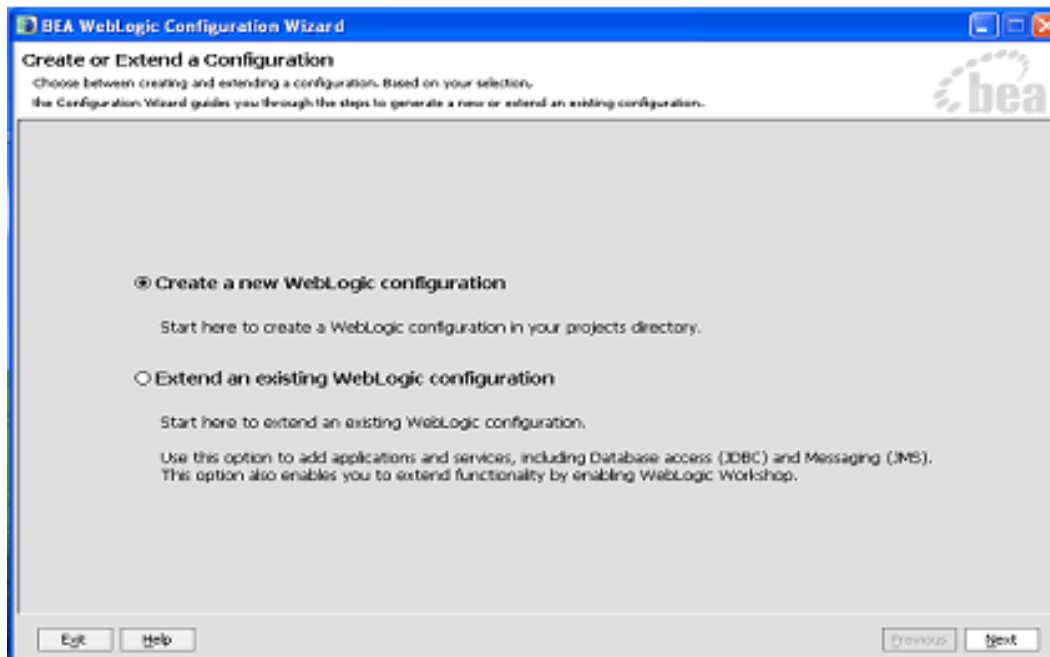 BEA WebLogic Configuration Wizard
Create or Extend a Configuration
Choose between creating and extending a configuration. Based on your selection,
the Configuration Wizard guides you through the steps to generate a new or extend an existing configuration.
bea
Create a new WebLogic configuration
Start here to create a WebLogic configuration in your projects directory.
Extend an existing WebLogic configuration
Start here to extend an existing WebLogic configuration.
Use this option to add applications and services, including Database access (JDBC) and Messaging (JMS).
This option also enables you to extend functionality by enabling WebLogic Workshop.
Exit Help Previous Next